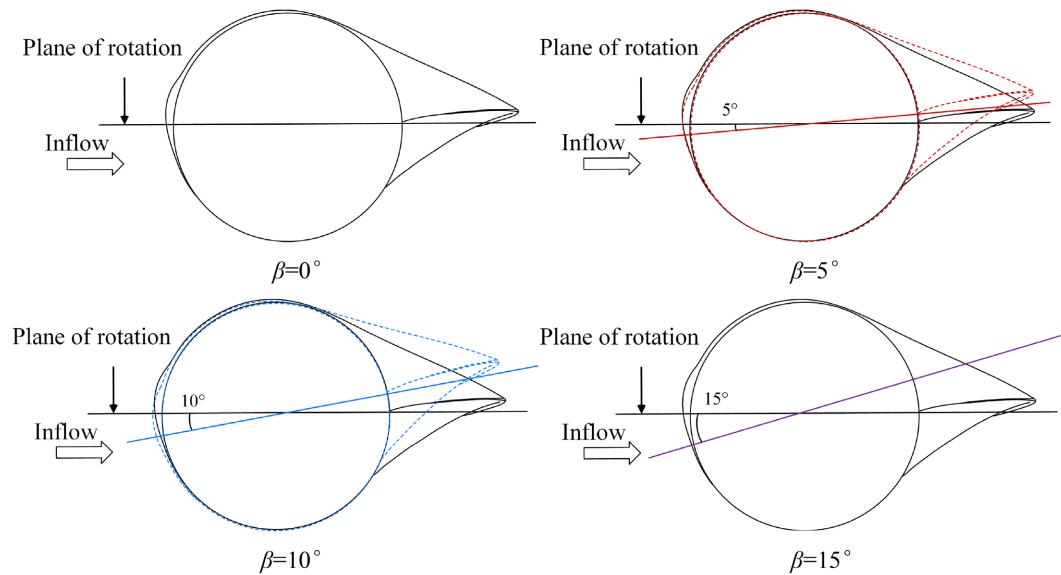 Plane of rotation
Inflow
β=0°
Plane of rotation
5°
Inflow
β=5°
Plane of rotation
10°
Inflow
β=10°
Plane of rotation
15°
Inflow
β=15°